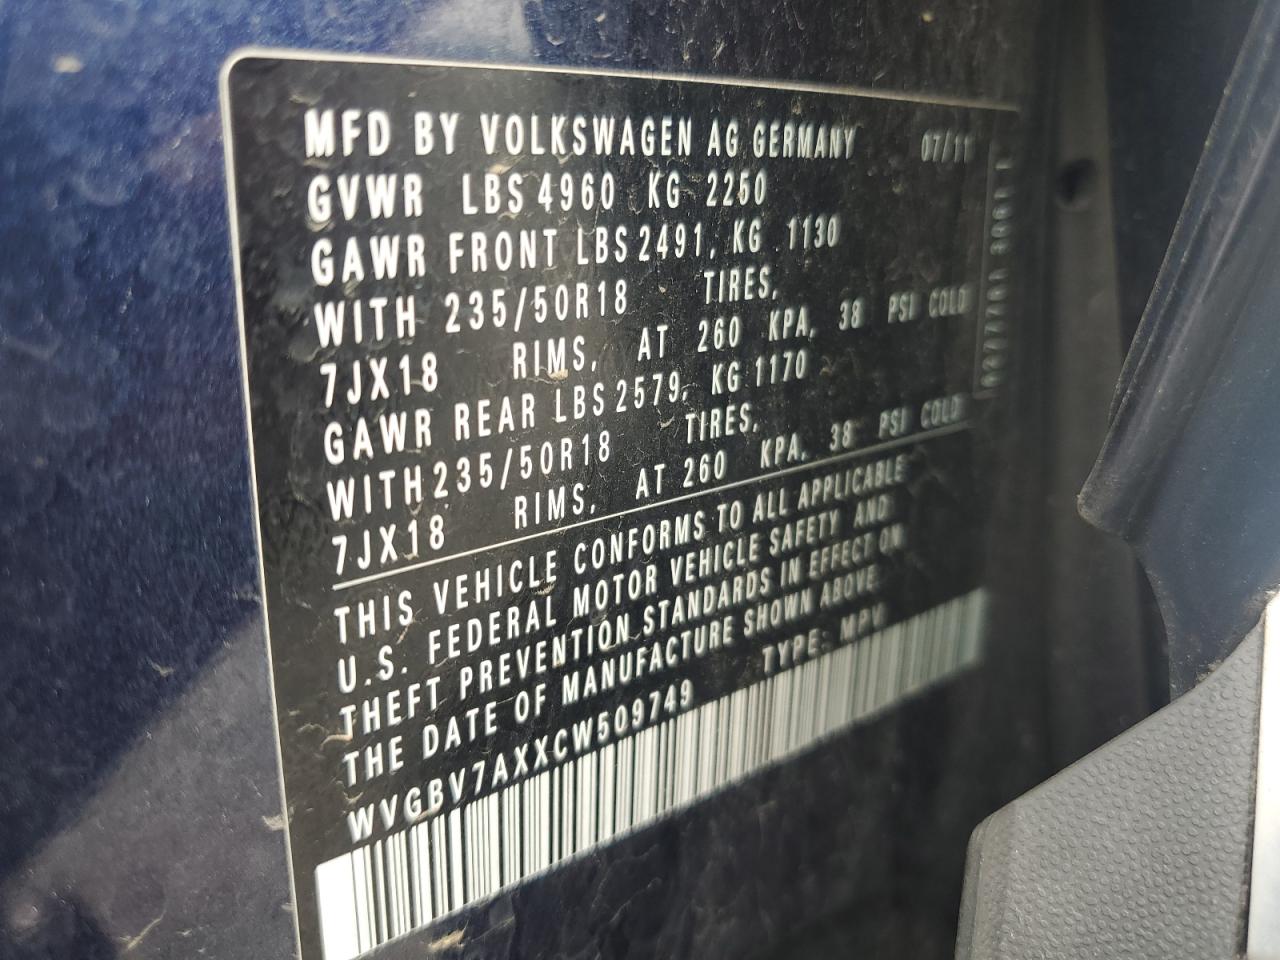 MFD BY VOLKSWAGEN AG GERMANY 07/11
GVWR LBS 4960 KG 2250
GAWR FRONT LBS 2491, KG 1130
WITH 235/50R18 TIRES,
7JX18 RIMS, AT 260 KPA, 38 PSI COLD
GAWR REAR LBS 2579, KG 1170
WITH 235/50R18 TIRES,
7JX18 RIMS, AT 260 KPA, 38 PSI COLD
THIS VEHICLE CONFORMS TO ALL APPLICABLE
U.S. FEDERAL MOTOR VEHICLE SAFETY AND
THEFT PREVENTION STANDARDS IN EFFECT ON
THE DATE OF MANUFACTURE SHOWN ABOVE
WVGBV7AXXCW509749 TYPE: MPV